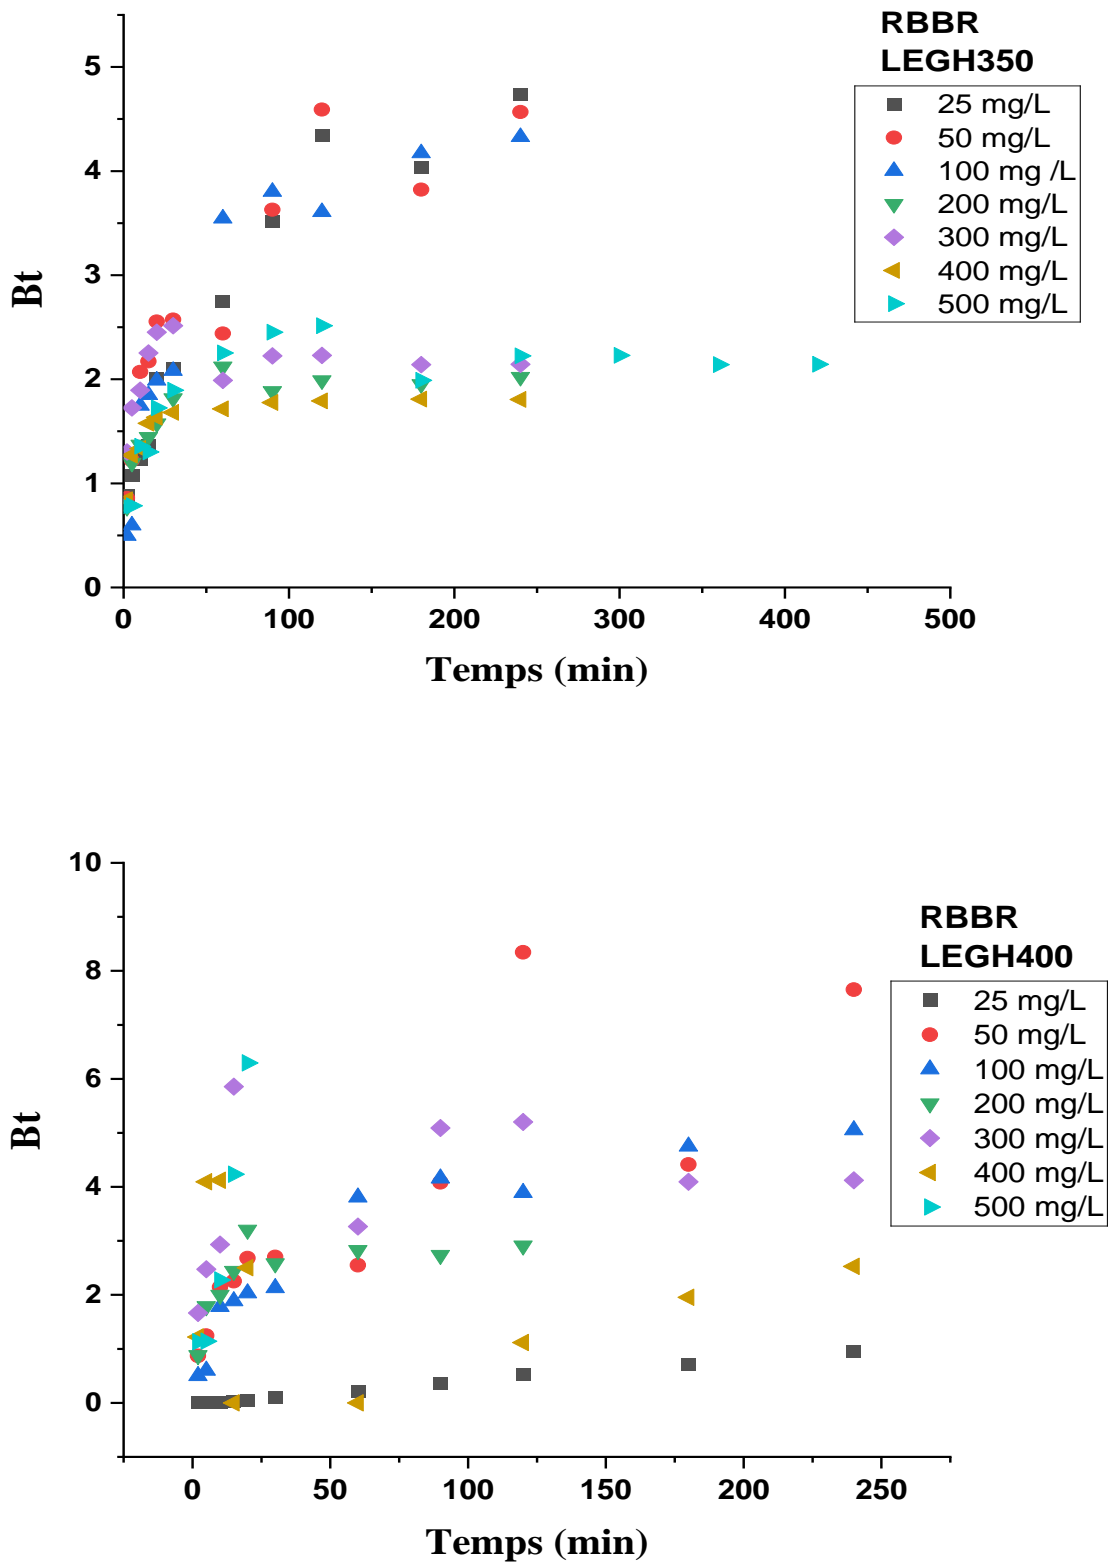 RBBR
LEGH350
25 mg/L
50 mg/L
100 mg /L
200 mg/L
300 mg/L
400 mg/L
500 mg/L
5
4
3
2
1
0
Bt
0 100 200 300 400 500
Temps (min)
RBBR
LEGH400
25 mg/L
50 mg/L
100 mg/L
200 mg/L
300 mg/L
400 mg/L
500 mg/L
10
8
6
4
2
0
Bt
0 50 100 150 200 250
Temps (min)